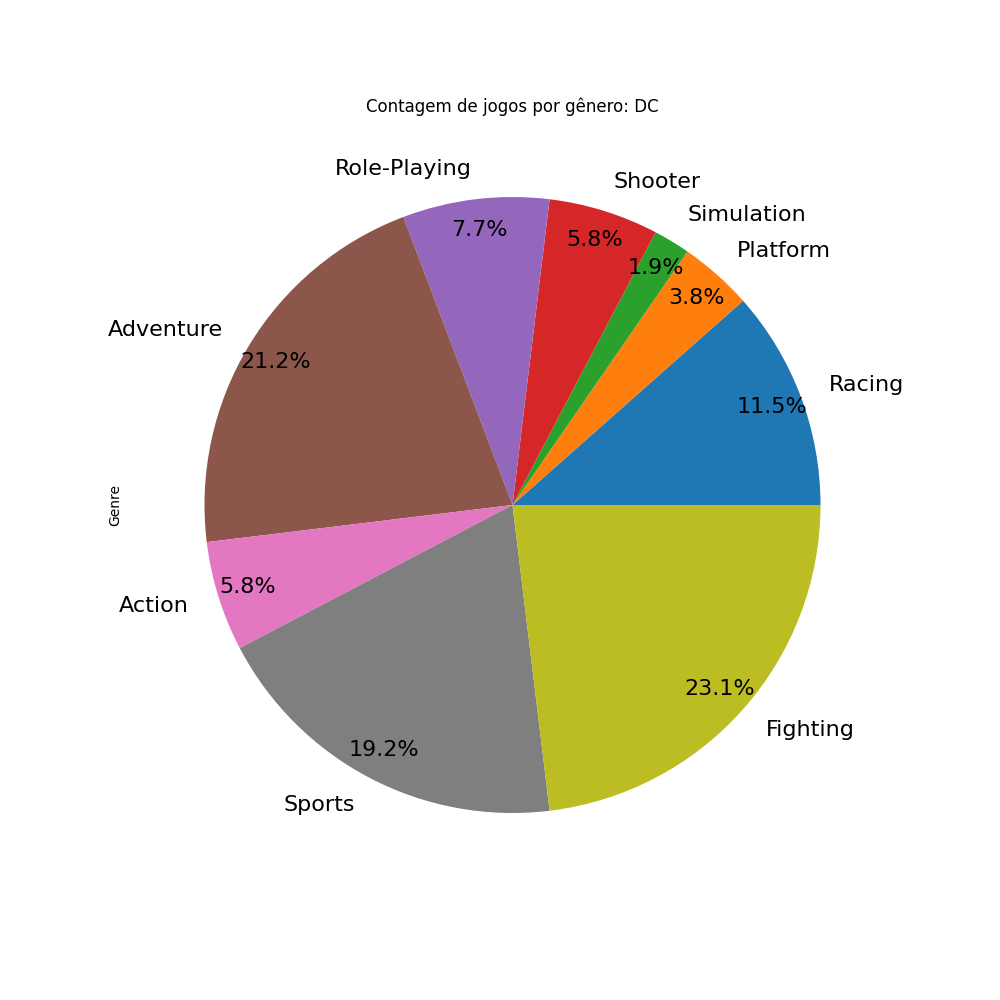 Contagem de jogos por gênero: DC
Role-Playing
Shooter
Simulation
Platform
7.7%
5.8%
1.9%
3.8%
Adventure
21.2%
Racing
11.5%
Genre
5.8%
Action
23.1%
Fighting
19.2%
Sports